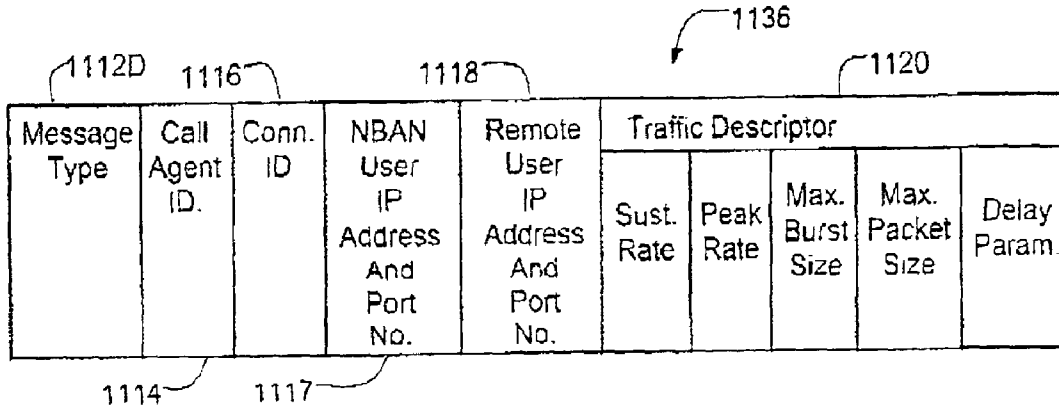 1136
1112D
1116
1118
1120
Message
Type
Call
Agent
ID.
Conn.
ID
NBAN
User
IP
Address
And
Port
No.
Remote
User
IP
Address
And
Port
No.
Traffic Descriptor
Sust.
Rate
Peak
Rate
Max.
Burst
Size
Max.
Packet
Size
Delay
Param.
1114
1117